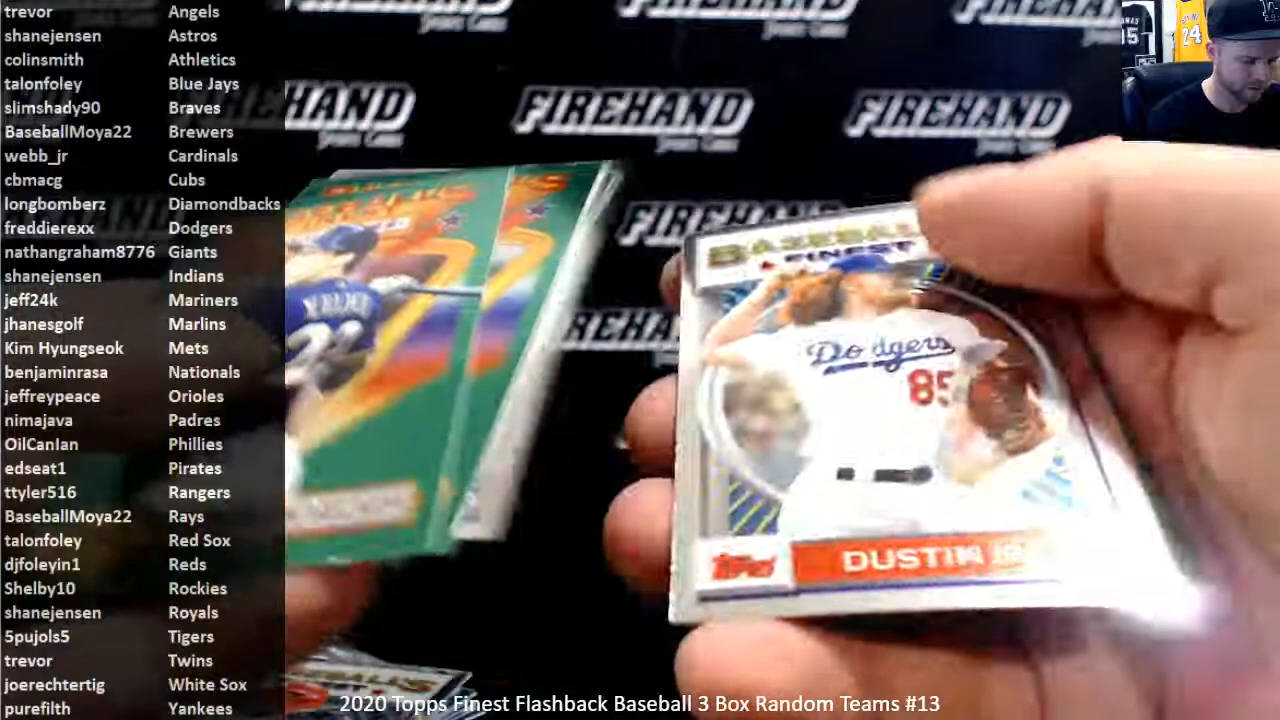 trevor Angels
shanejensen Astros
colinsmith Athletics
talonfoley Blue Jays
slimshady90 Braves
BaseballMoya22 Brewers
webb_jr Cardinals
cbmacg Cubs
longbomberz Diamondbacks
freddierexx Dodgers
nathangraham8776 Giants
shanejensen Indians
jeff24k Mariners
jhanesgolf Marlins
Kim Hyungseok Mets
benjaminrasa Nationals
jeffreypeace Orioles
nimajava Padres
OilCanIan Phillies
edseat1 Pirates
ttyler516 Rangers
BaseballMoya22 Rays
talonfoley Red Sox
djfoleyin1 Reds
Shelby10 Rockies
shanejensen Royals
5pujols5 Tigers
trevor Twins
joerechtertig White Sox
purefilth Yankees
FIREHAND FIREHAND
FIREHAND
FIREHAND
15
24
FINEST
Dodgers
85
Topps DUSTIN
2020 Topps Finest Flashback Baseball 3 Box Random Teams #13